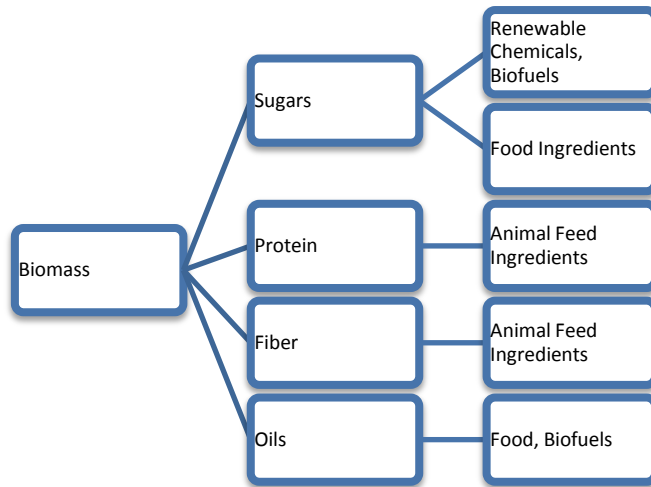 Renewable
Chemicals,
Biofuels
Sugars
Food Ingredients
Biomass
Protein
Animal Feed
Ingredients
Fiber
Animal Feed
Ingredients
Oils
Food, Biofuels